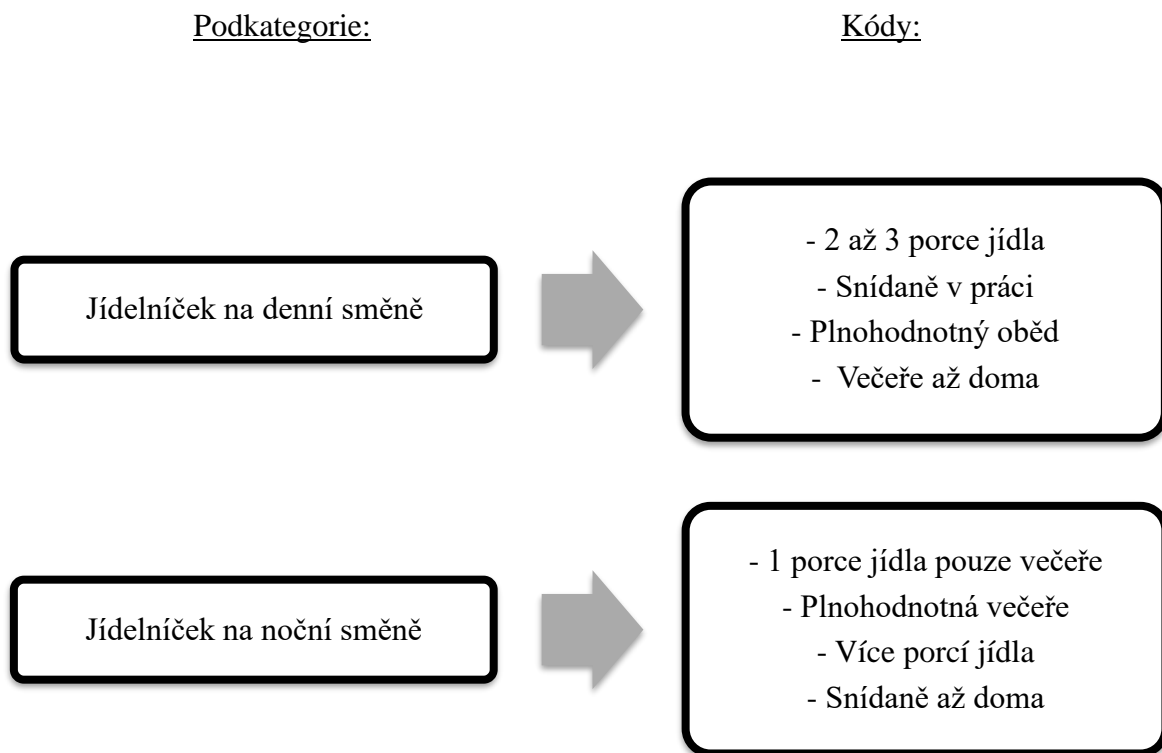 Podkategorie:
Kódy:
Jídelníček na denní směně
- 2 až 3 porce jídla
- Snídaně v práci
- Plnohodnotný oběd
- Večeře až doma
Jídelníček na noční směně
- 1 porce jídla pouze večeře
- Plnohodnotná večeře
- Více porcí jídla
- Snídaně až doma